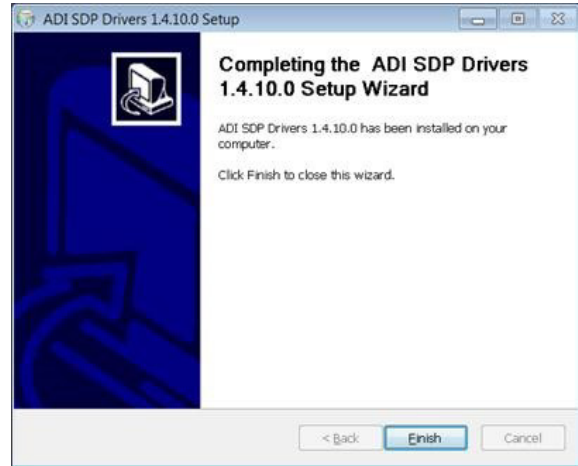 ADI SDP Drivers 1.4.10.0 Setup
Completing the ADI SDP Drivers
1.4.10.0 Setup Wizard
ADI SDP Drivers 1.4.10.0 has been installed on your
computer.
Click Finish to close this wizard.
< Back
Finish
Cancel